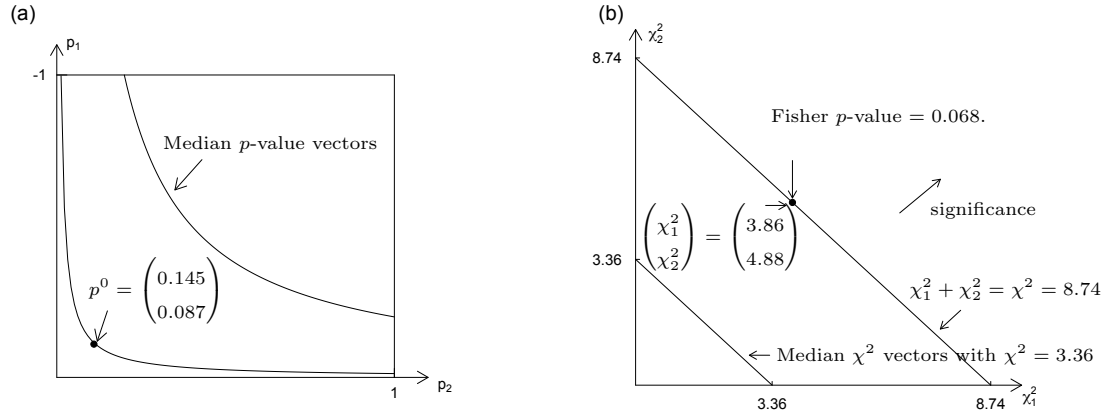 (a)
p₁
-1
Median p-value vectors
p⁰ = (0.145
0.087)
1
p₂
(b)
χ₂²
8.74
Fisher p-value = 0.068.
significance
(χ₁²
χ₂²) = (3.86
4.88)
3.36
χ₁² + χ₂² = χ² = 8.74
Median χ² vectors with χ² = 3.36
3.36
8.74
χ₁²